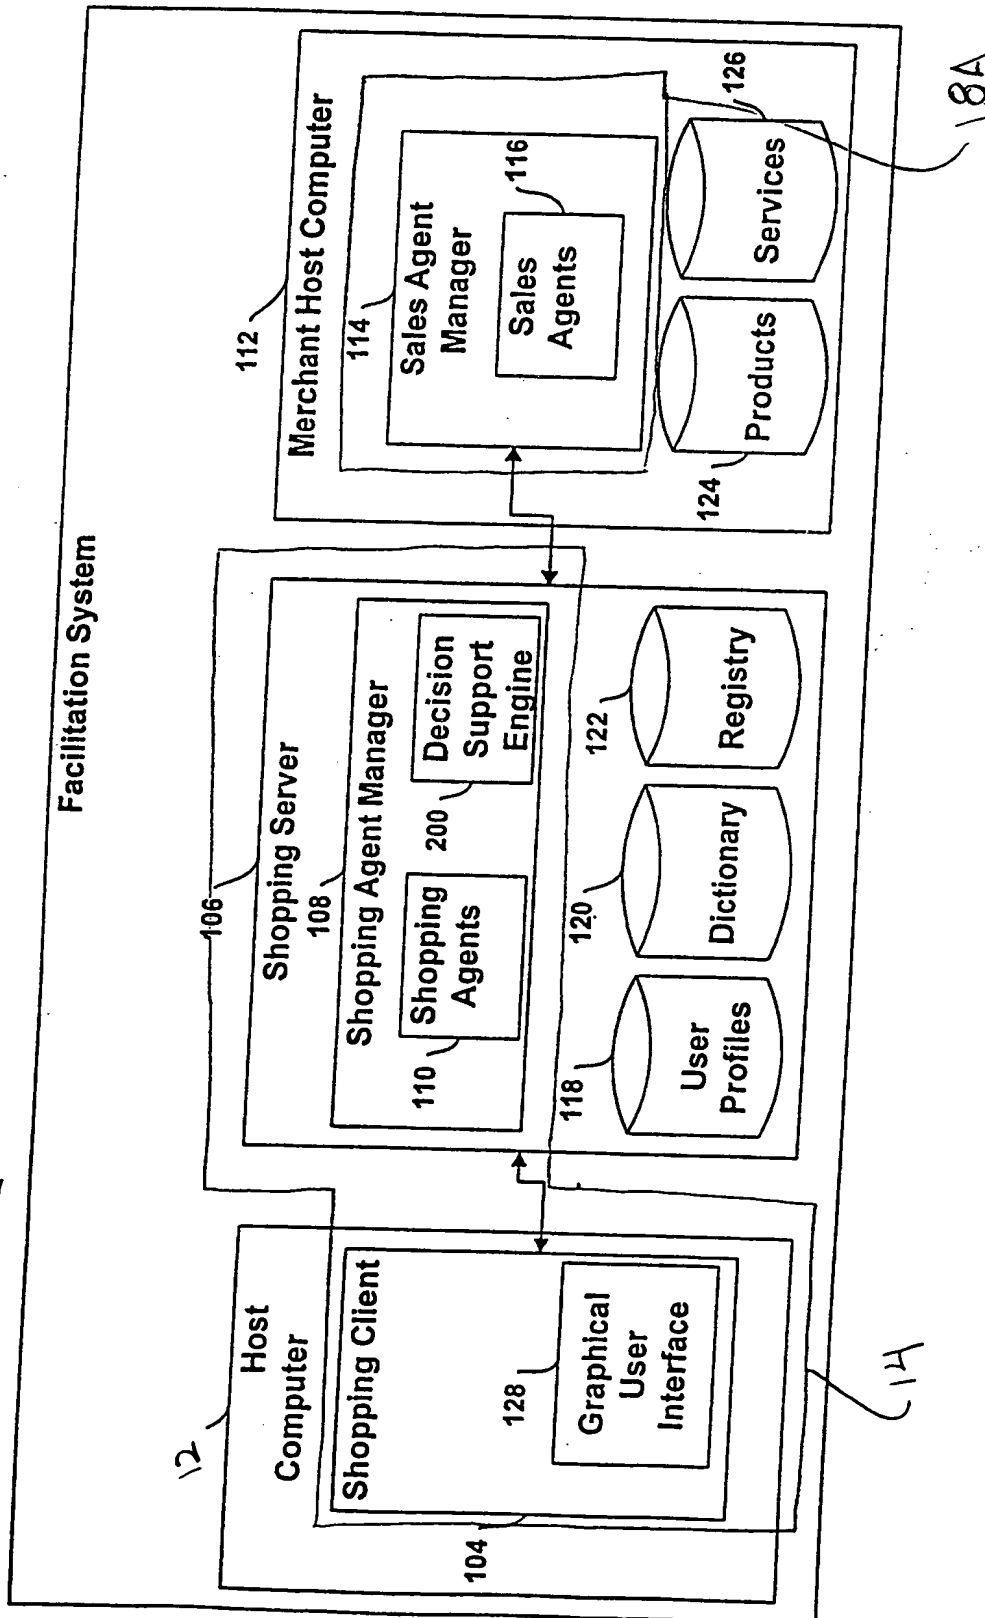 Facilitation System
12
Host
Computer
Shopping Client
104
128
Graphical
User
Interface
14
106
Shopping Server
108
Shopping Agent Manager
110
Shopping
Agents
200
Decision
Support
Engine
118
User
Profiles
120
Dictionary
122
Registry
112
Merchant Host Computer
114
Sales Agent
Manager
116
Sales
Agents
124
Products
126
Services
18A